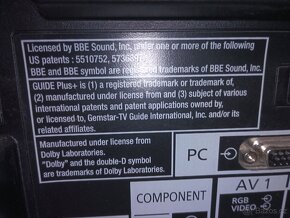 Licensed by BBE Sound, Inc. under one or more of the following
US patents : 5510752, 5736897.
BBE and BBE symbol are registered trademarks of BBE Sound, Inc.
GUIDE Plus+ is (1) a registered trademark or trademark of,
(2) manufactured under license from and (3) subject of various
international patents and patent applications owned by,
or licensed to, Gemstar-TV Guide International, Inc. and/or its
related affiliates.
Manufactured under license from
Dolby Laboratories.
"Dolby" and the double-D symbol
are trademarks of Dolby Laboratories.
PC
COMPONENT
AV 1
RGB
VIDEO